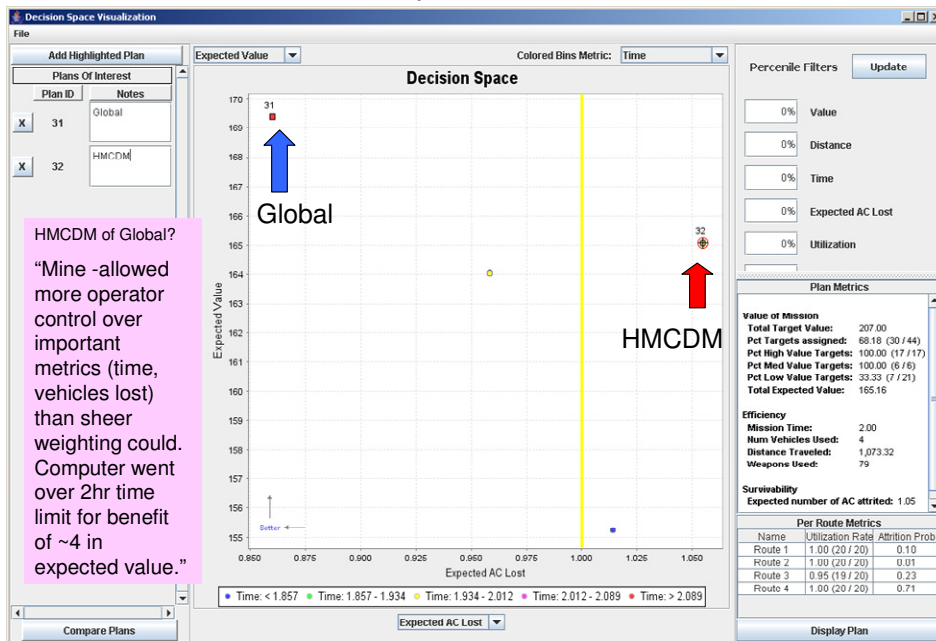 Decision Space Visualization
File
Add Highlighted Plan
Plans Of Interest
Plan ID Notes
X 31 Global
X 32 HMCDM
HMCDM of Global?
“Mine -allowed
more operator
control over
important
metrics (time,
vehicles lost)
than sheer
weighting could.
Computer went
over 2hr time
limit for benefit
of ~4 in
expected value.”
Compare Plans
Expected Value
Colored Bins Metric: Time
Decision Space
Expected Value
170
169
168
167
166
165
164
163
162
161
160
159
158
157
156
155
31
Global
32
HMCDM
Better
0.850 0.875 0.900 0.925 0.950 0.975 1.000 1.025 1.050
Expected AC Lost
Time: < 1.857 Time: 1.857 - 1.934 Time: 1.934 - 2.012 Time: 2.012 - 2.089 Time: > 2.089
Expected AC Lost
Percenile Filters Update
0% Value
0% Distance
0% Time
0% Expected AC Lost
0% Utilization
Plan Metrics
Value of Mission
Total Target Value: 207.00
Pct Targets assigned: 68.18 (30 / 44)
Pct High Value Targets: 100.00 (17 / 17)
Pct Med Value Targets: 100.00 (6 / 6)
Pct Low Value Targets: 33.33 (7 / 21)
Total Expected Value: 165.16
Efficiency
Mission Time: 2.00
Num Vehicles Used: 4
Distance Traveled: 1,073.32
Weapons Used: 79
Survivability
Expected number of AC attrited: 1.05
Per Route Metrics
Name Utilization Rate Attrition Prob
Route 1 1.00 (20 / 20) 0.10
Route 2 1.00 (20 / 20) 0.01
Route 3 0.95 (19 / 20) 0.23
Route 4 1.00 (20 / 20) 0.71
Display Plan